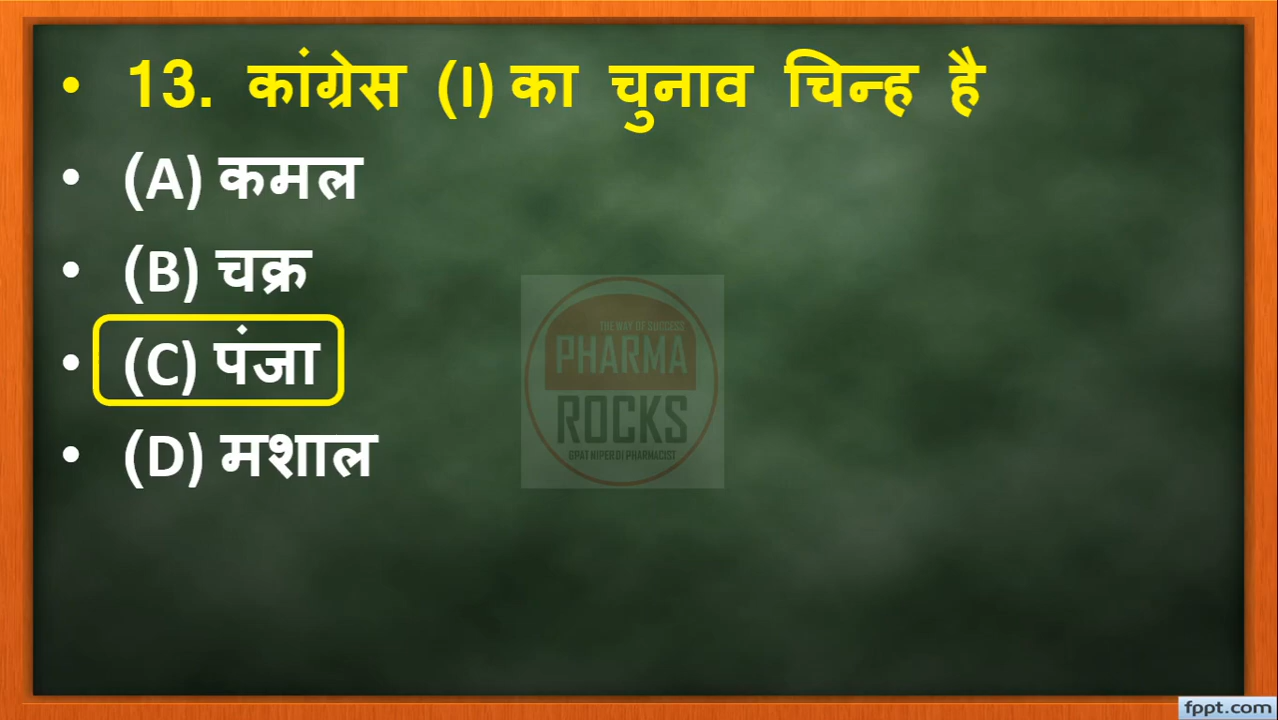 • 13. कांग्रेस (I) का चुनाव चिन्ह है
• (A) कमल
• (B) चक्र
• (C) पंजा
• (D) मशाल
THE WAY OF SUCCESS
PHARMA
ROCKS
GPAT NIPER DI PHARMACIST
fppt.com